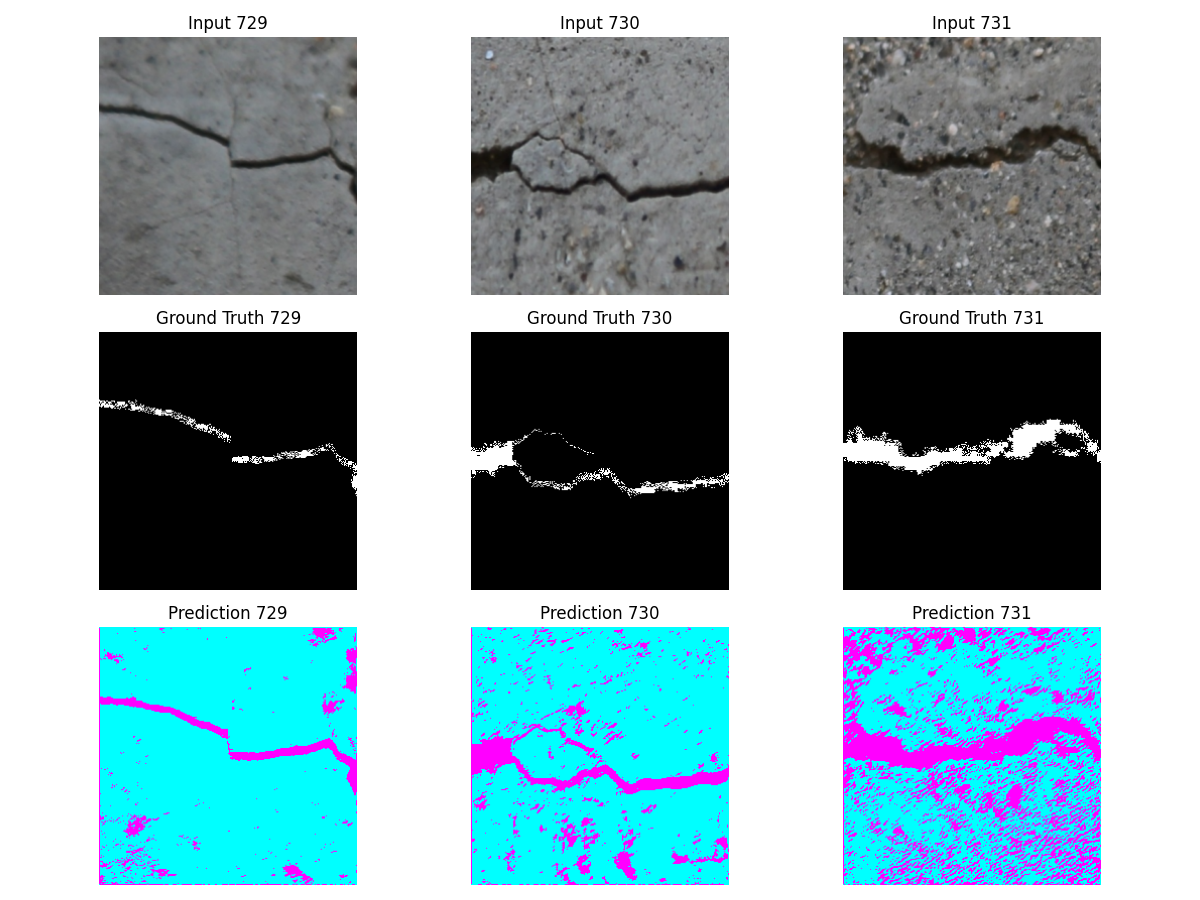 Input 729
Input 730
Input 731
Ground Truth 729
Ground Truth 730
Ground Truth 731
Prediction 729
Prediction 730
Prediction 731